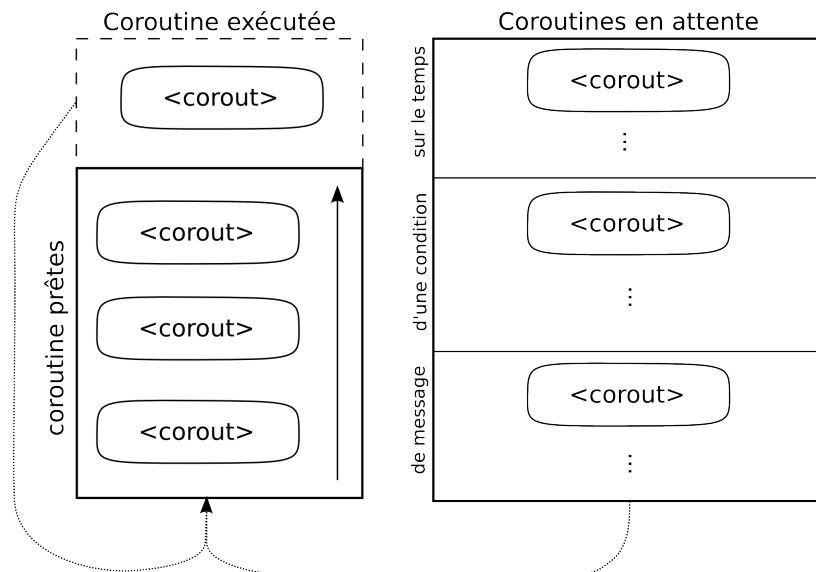 Coroutine exécutée
<corout>
coroutine prêtes
<corout>
<corout>
<corout>
Coroutines en attente
sur le temps
<corout>
...
d'une condition
<corout>
...
de message
<corout>
...